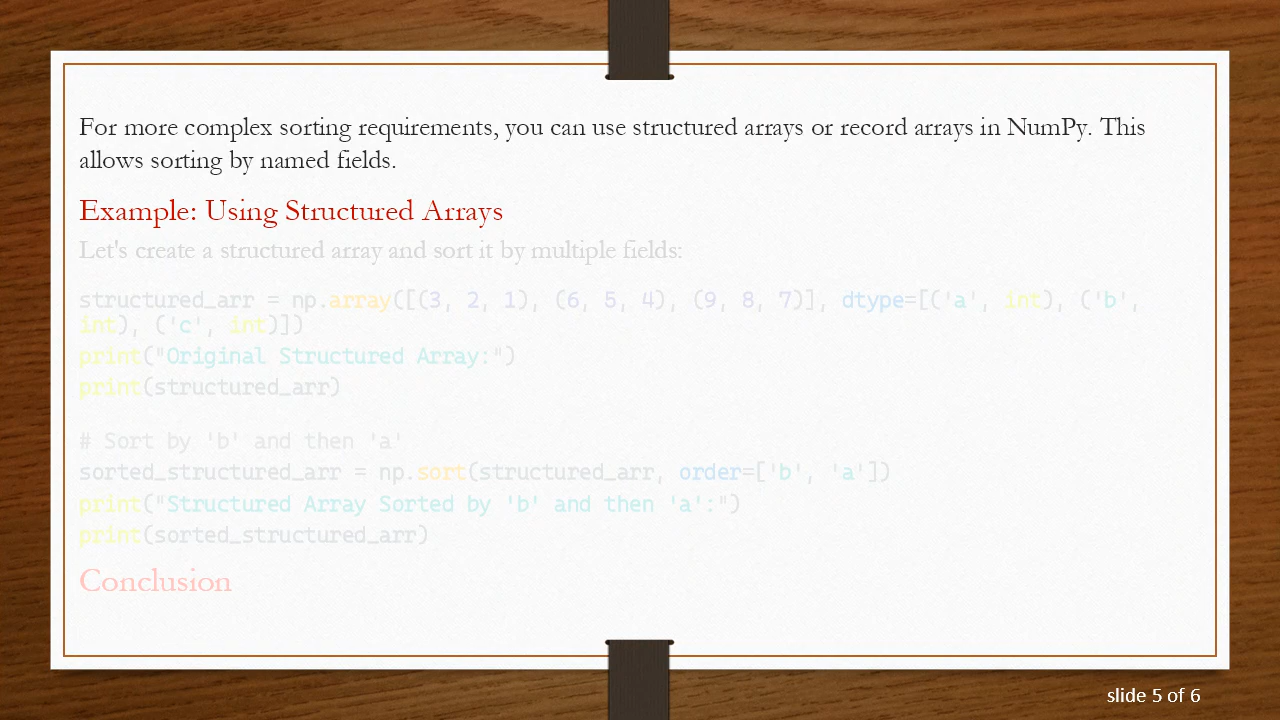 For more complex sorting requirements, you can use structured arrays or record arrays in NumPy. This
allows sorting by named fields.
Example: Using Structured Arrays
Let's create a structured array and sort it by multiple fields:
structured_arr = np.array([(3, 2, 1), (6, 5, 4), (9, 8, 7)], dtype=[('a', int), ('b',
int), ('c', int)])
print("Original Structured Array:")
print(structured_arr)
# Sort by 'b' and then 'a'
sorted_structured_arr = np.sort(structured_arr, order=['b', 'a'])
print("Structured Array Sorted by 'b' and then 'a':")
print(sorted_structured_arr)
Conclusion
slide 5 of 6